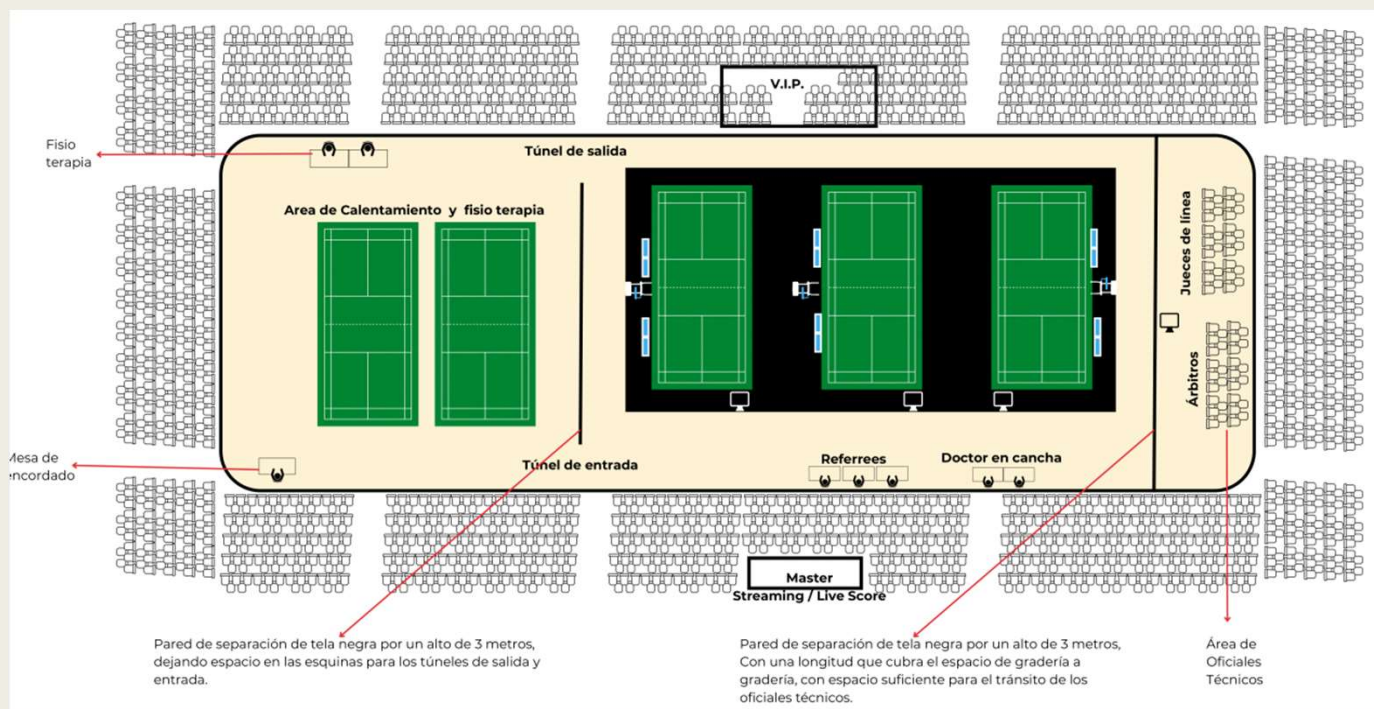 V.I.P.
Fisio
terapia
Túnel de salida
Area de Calentamiento y fisio terapia
Jueces de línea
Árbitros
Mesa de
encordado
Túnel de entrada
Referrees
Doctor en cancha
Master
Streaming / Live Score
Pared de separación de tela negra por un alto de 3 metros,
dejando espacio en las esquinas para los túneles de salida y
entrada.
Pared de separación de tela negra por un alto de 3 metros,
Con una longitud que cubra el espacio de gradería a
gradería, con espacio suficiente para el tránsito de los
oficiales técnicos.
Área de
Oficiales
Técnicos